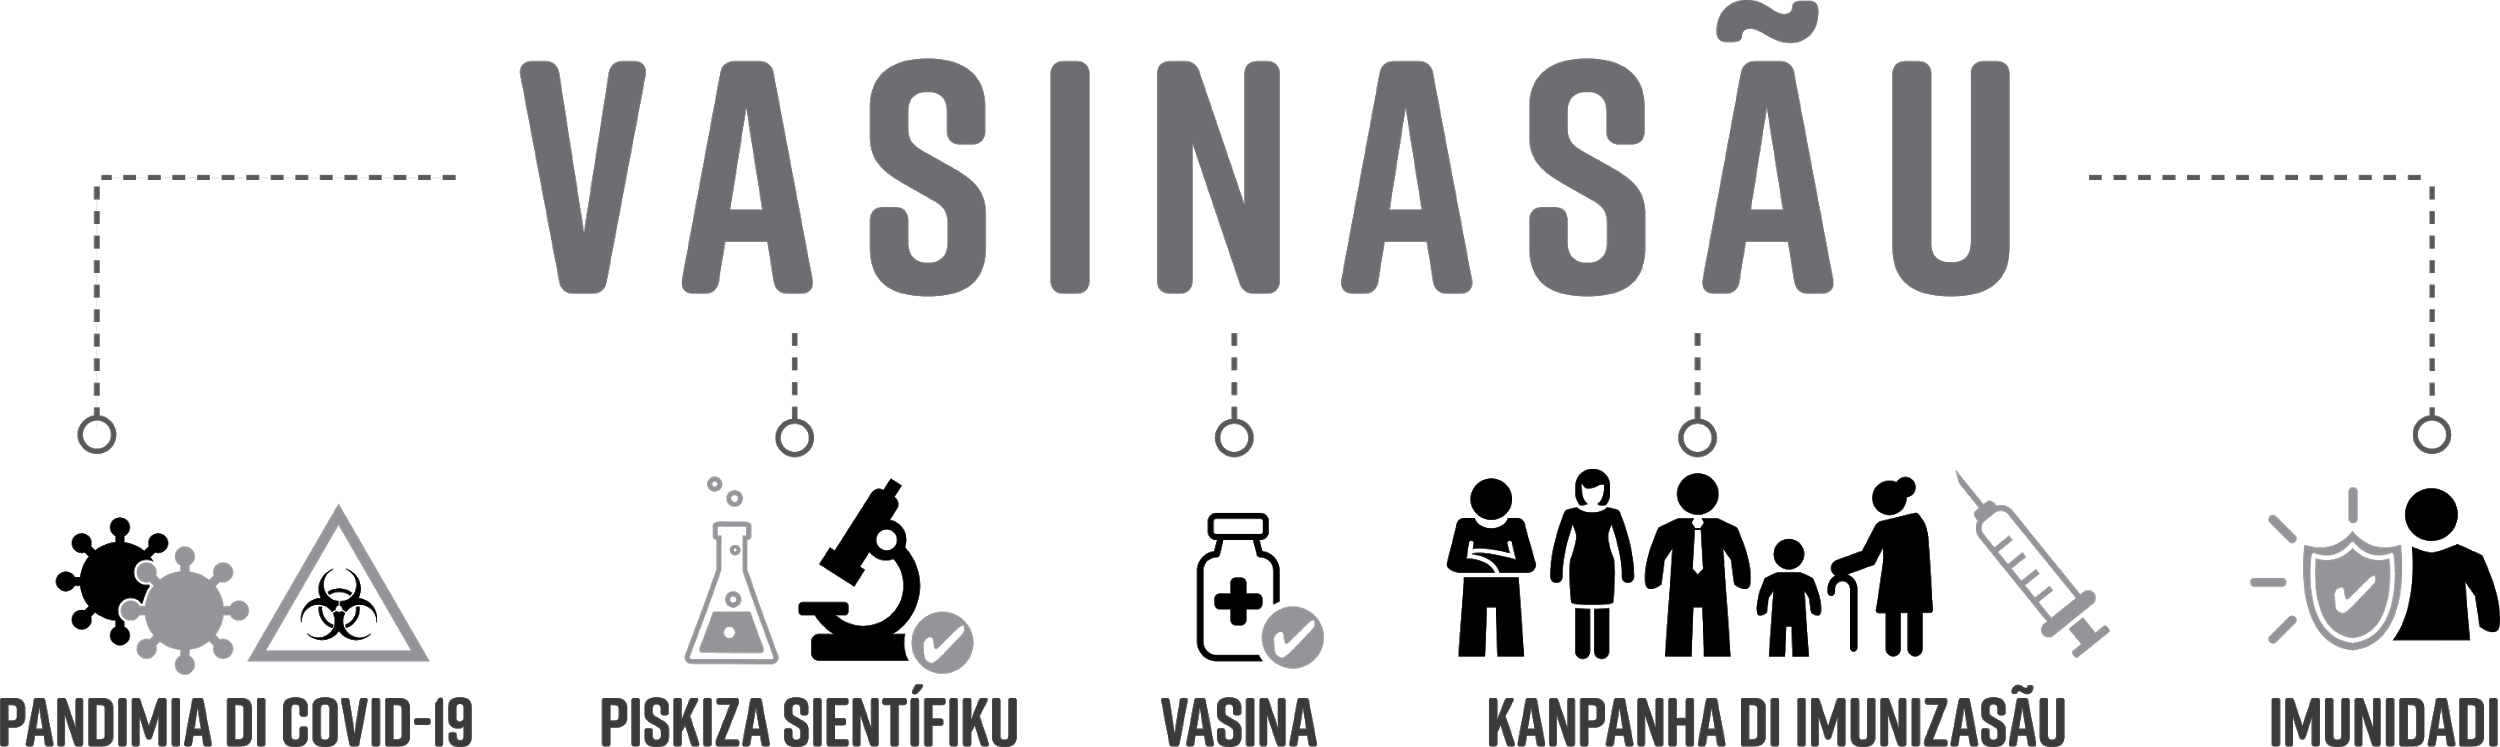 VASINASÃU
PANDIMIA DI COVID-19
PISKIZA SIENTÍFIKU
VASINA
KANPANHA DI IMUNIZASÃU
IMUNIDADI